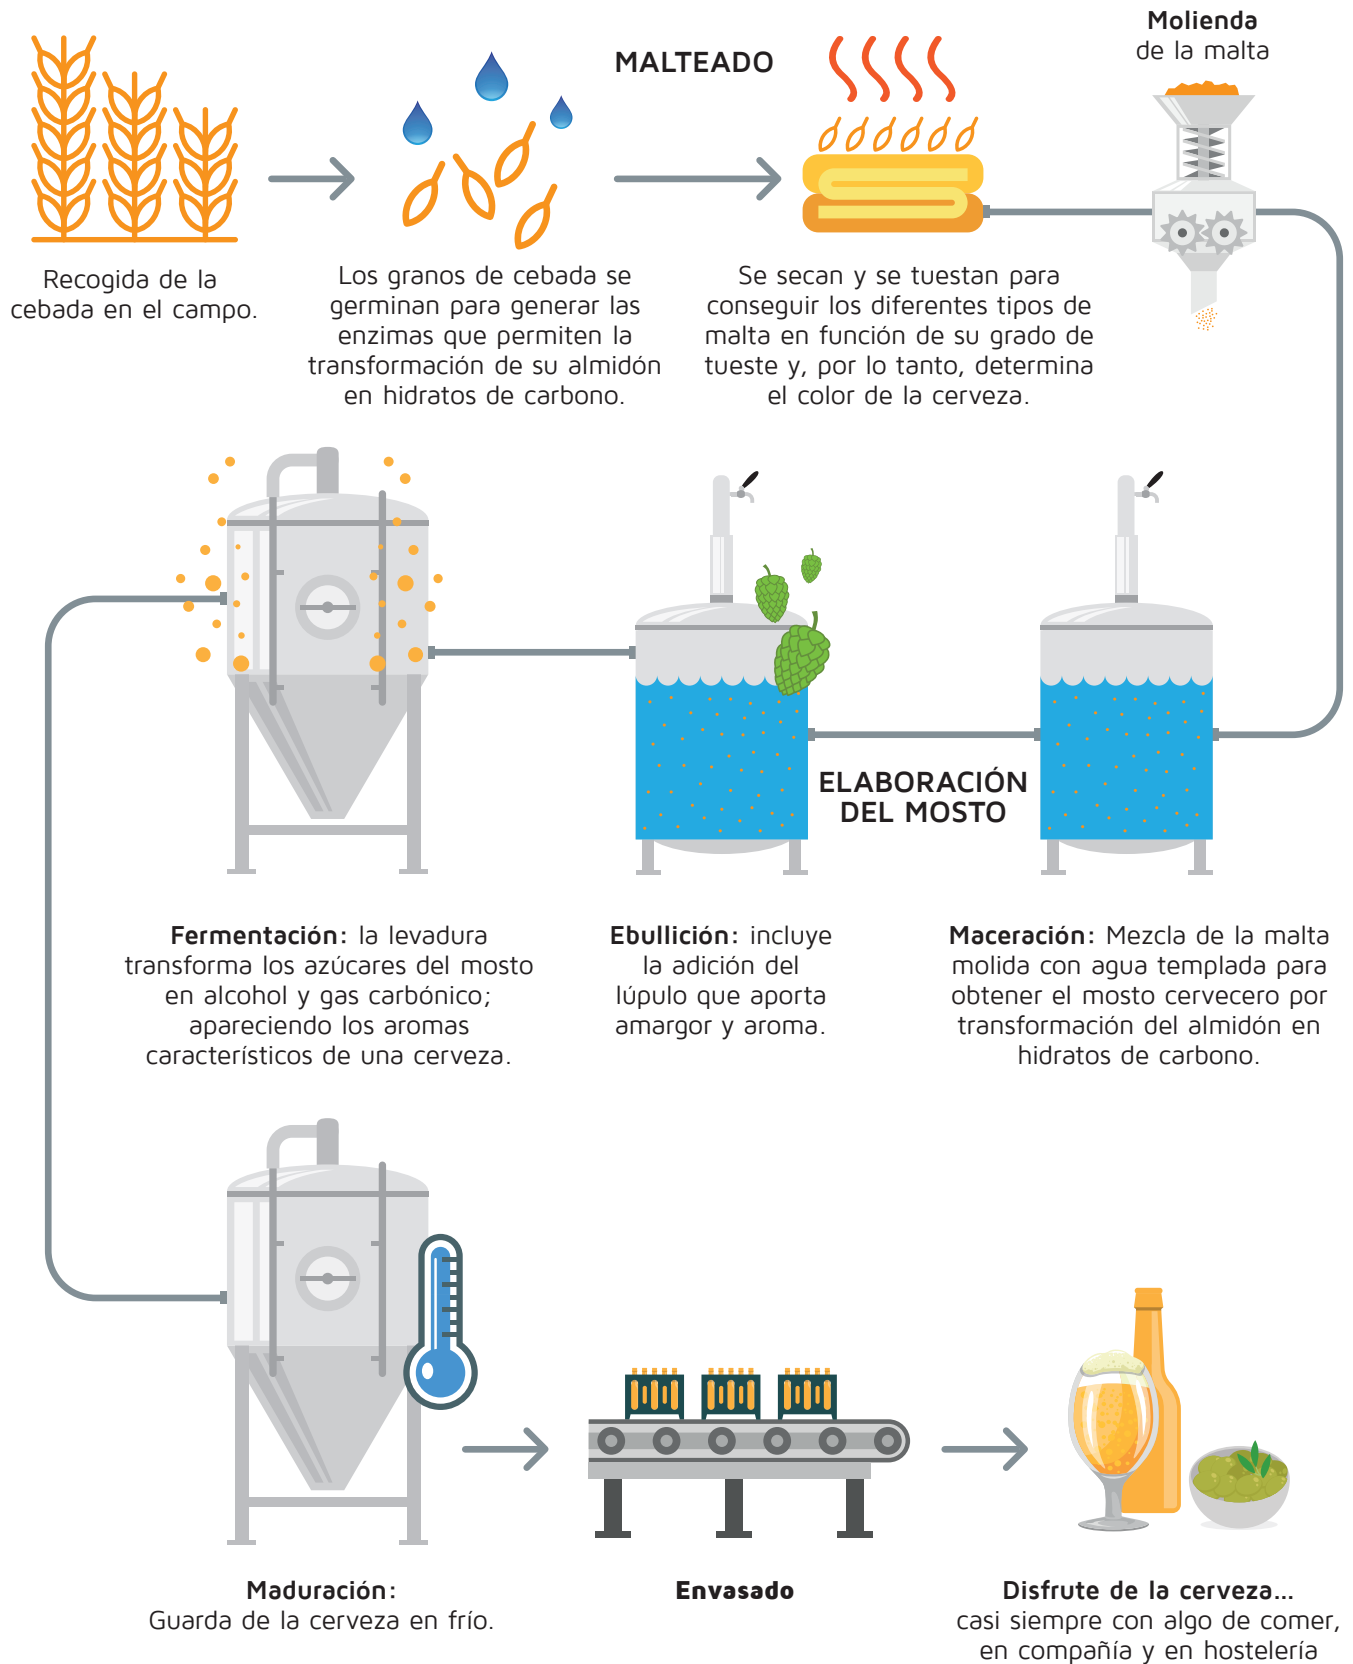 MALTEADO
Molienda
de la malta
Recogida de la
cebada en el campo.
Los granos de cebada se
germinan para generar las
enzimas que permiten la
transformación de su almidón
en hidratos de carbono.
Se secan y se tuestan para
conseguir los diferentes tipos de
malta en función de su grado de
tueste y, por lo tanto, determina
el color de la cerveza.
ELABORACIÓN
DEL MOSTO
Fermentación: la levadura
transforma los azúcares del mosto
en alcohol y gas carbónico;
apareciendo los aromas
característicos de una cerveza.
Ebullición: incluye
la adición del
lúpulo que aporta
amargor y aroma.
Maceración: Mezcla de la malta
molida con agua templada para
obtener el mosto cervecero por
transformación del almidón en
hidratos de carbono.
Maduración:
Guarda de la cerveza en frío.
Envasado
Disfrute de la cerveza...
casi siempre con algo de comer,
en compañía y en hostelería